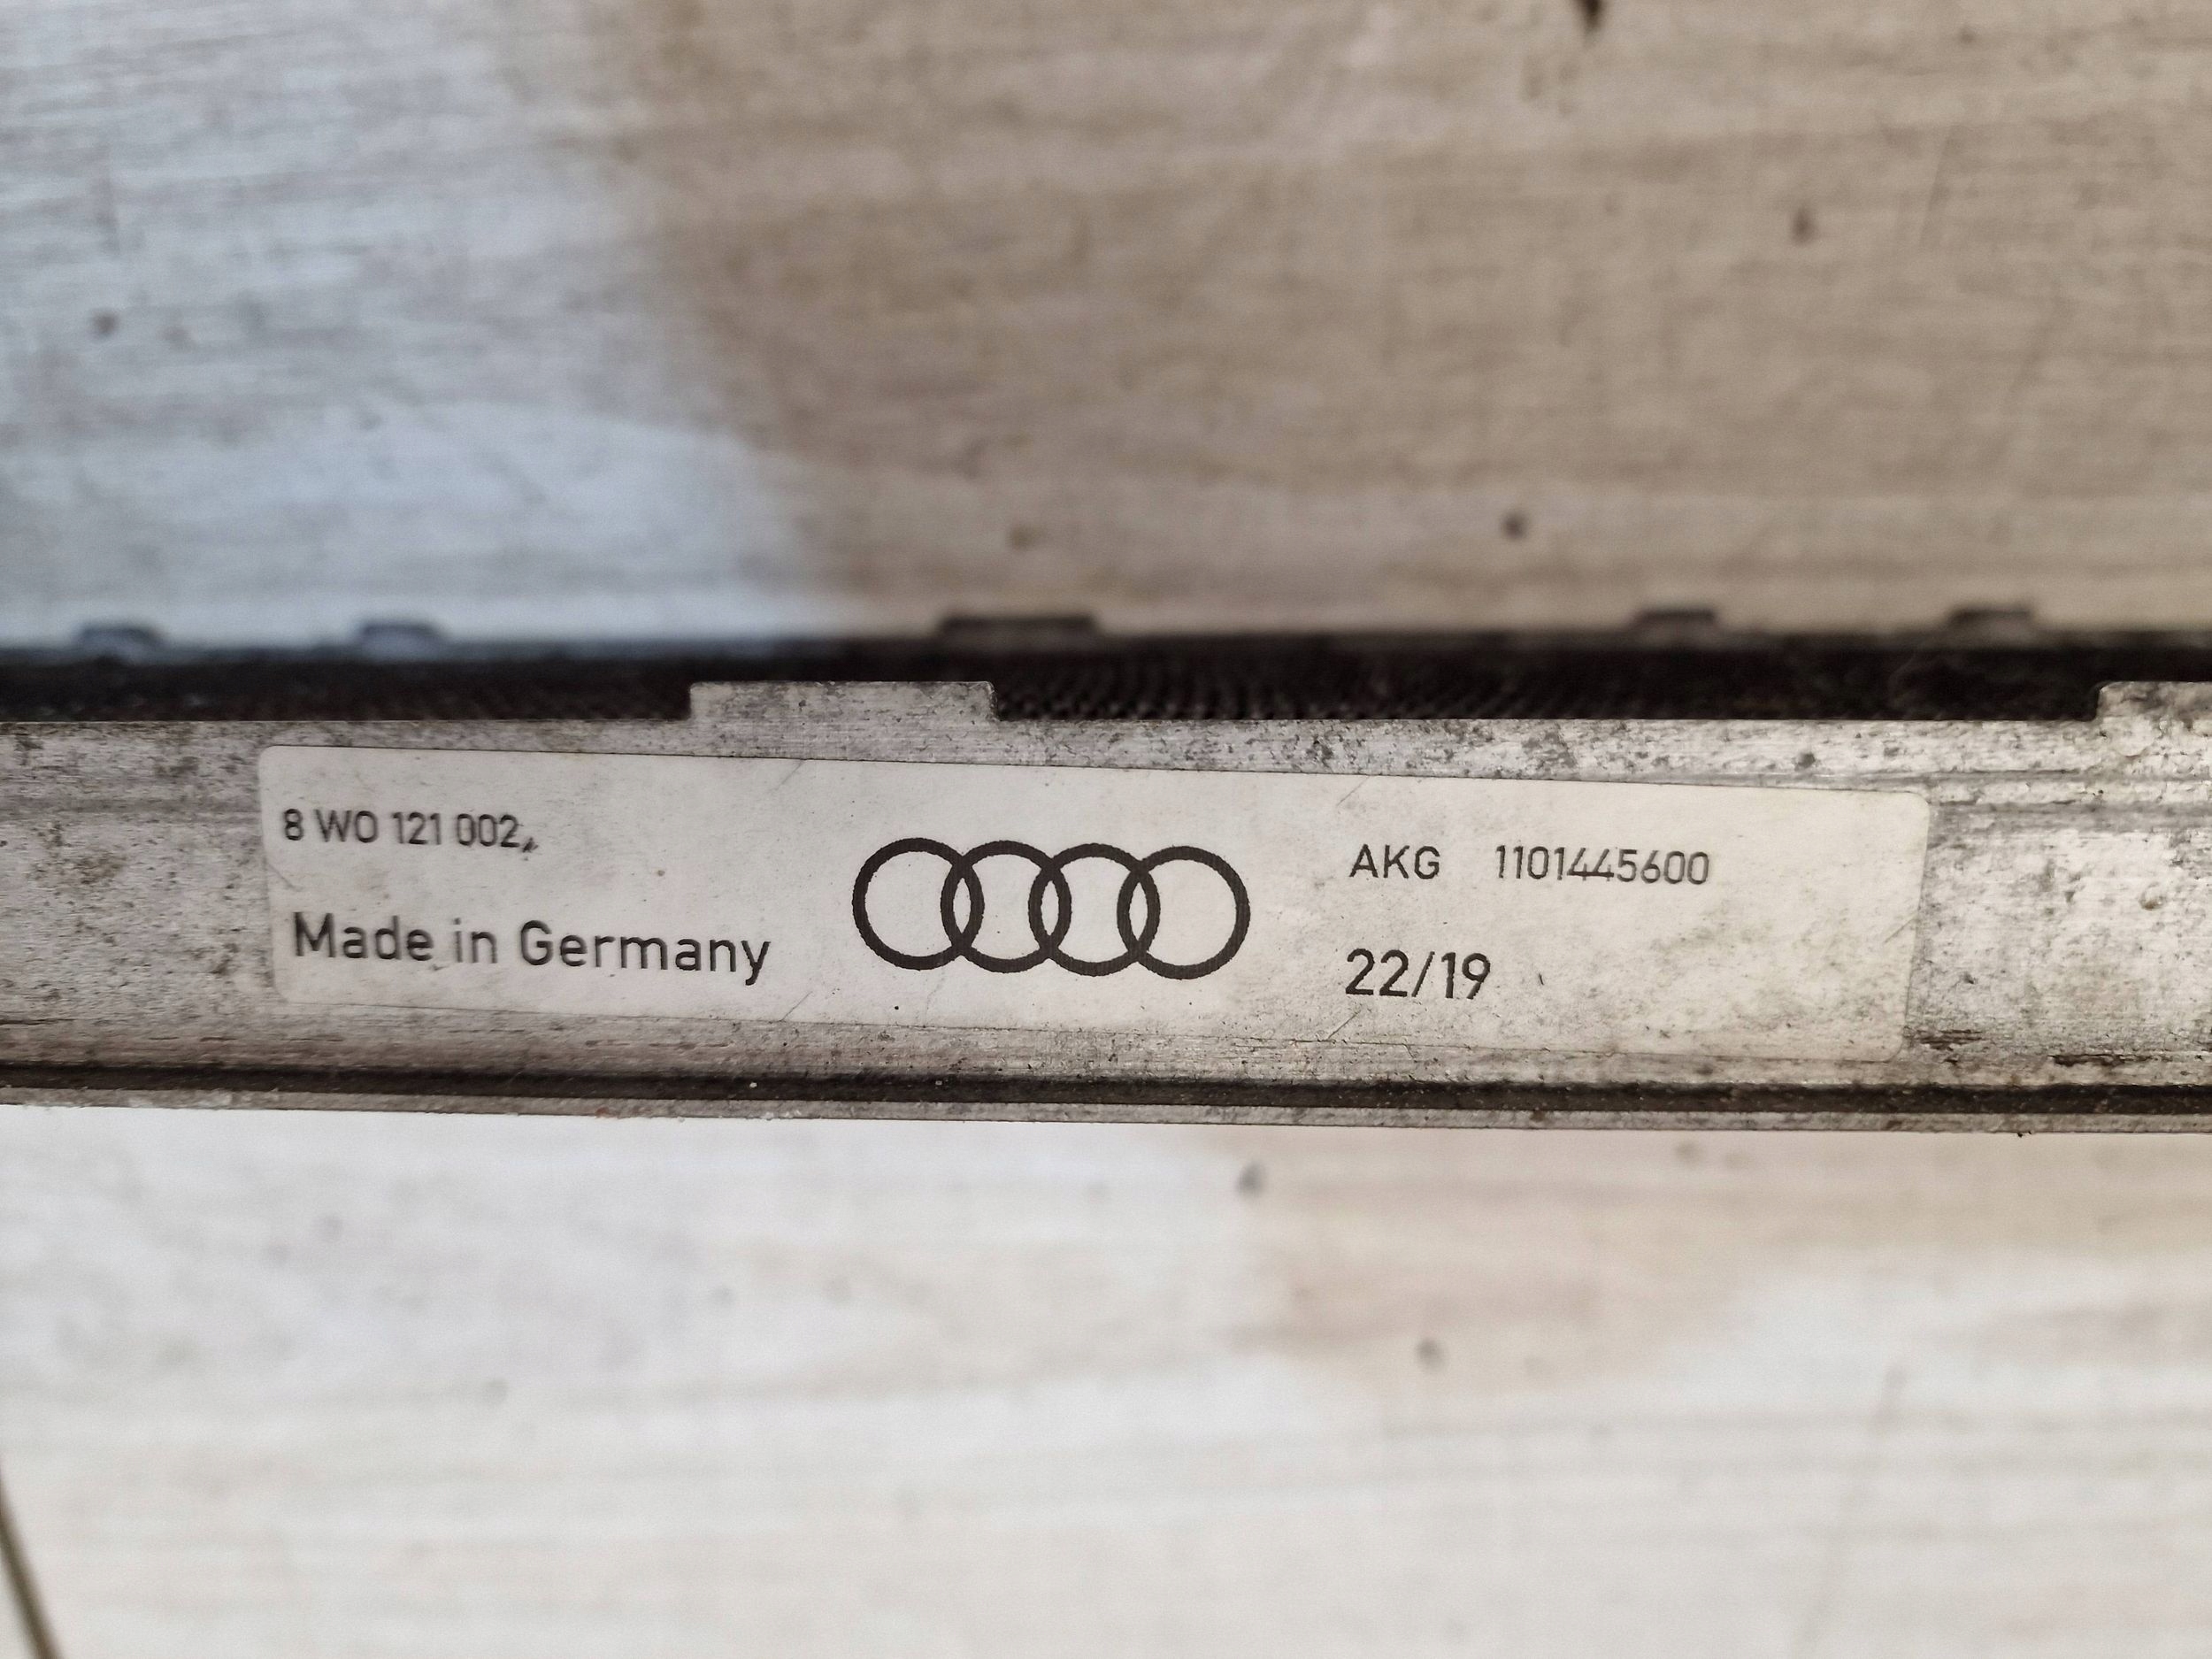 8 W0 121 002
Made in Germany
AKG 1101445600
22/19